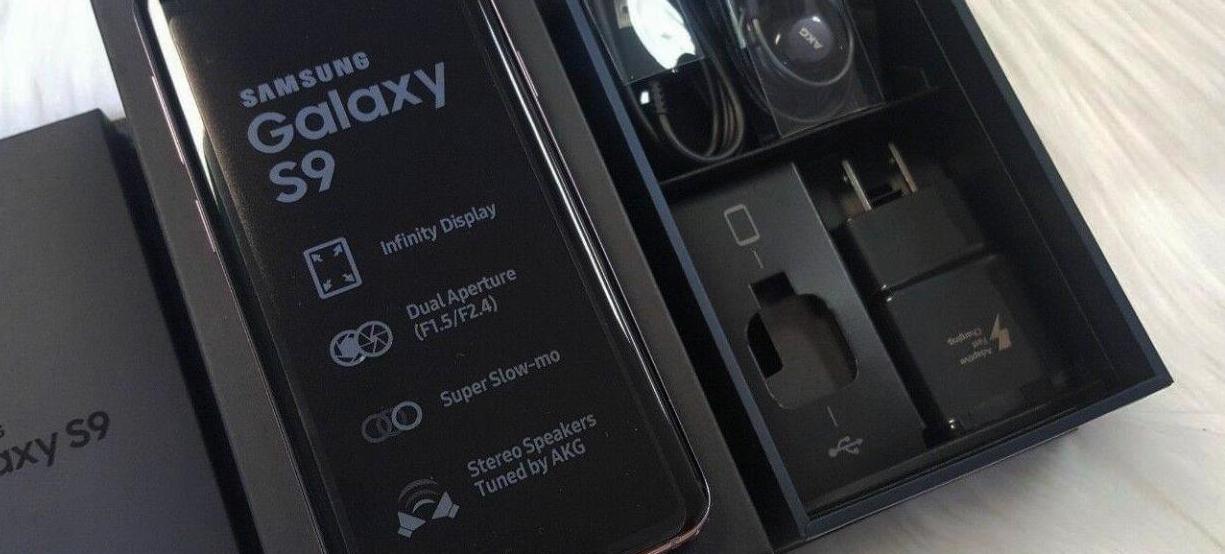 SAMSUNG
Galaxy
S9
Infinity Display
Dual Aperture
(F1.5/F2.4)
Super Slow-mo
Stereo Speakers
Tuned by AKG
S9
AKG
Adaptive
Fast
Charging